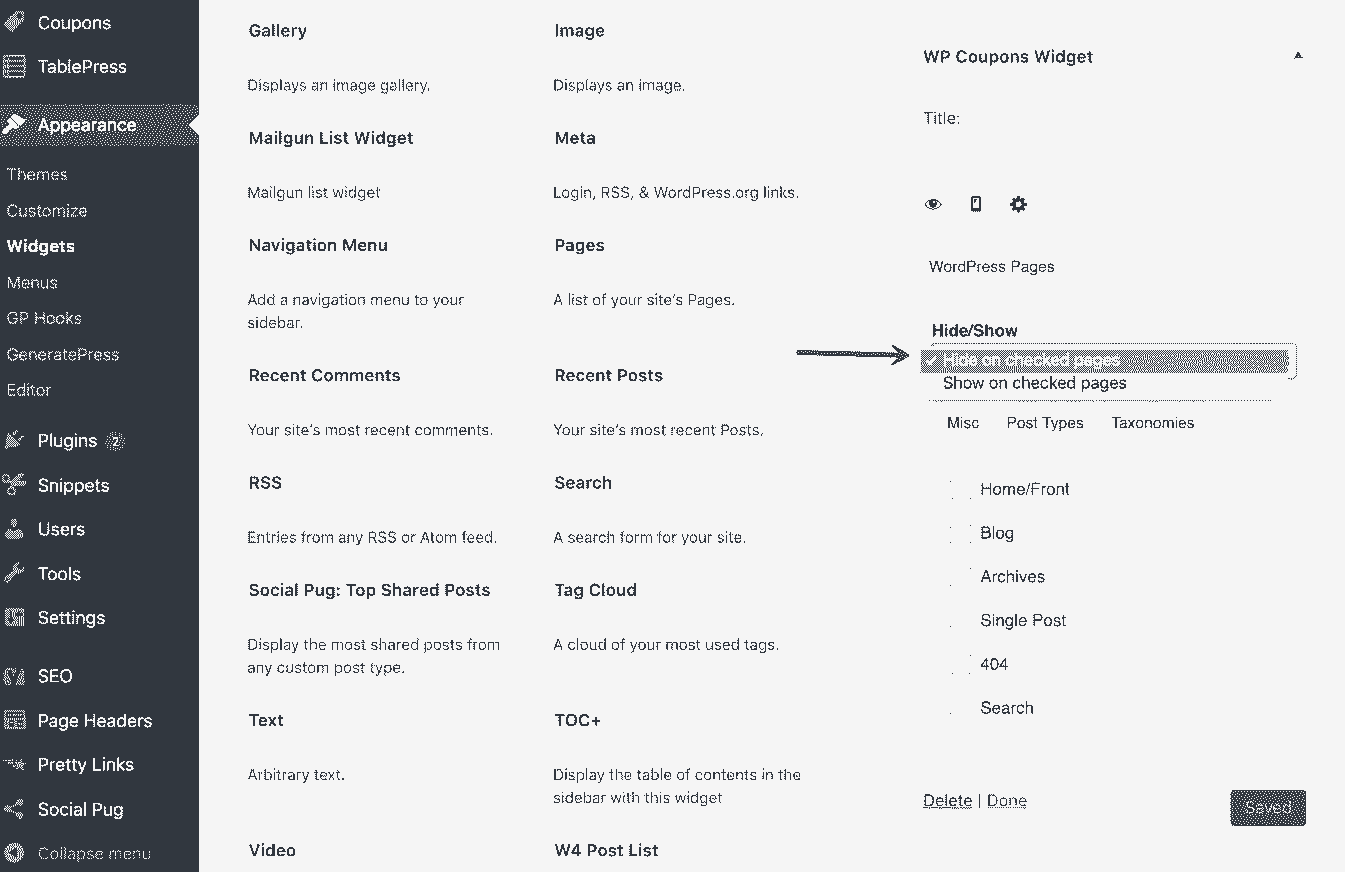 Coupons
TablePress
Appearance
Themes
Customize
Widgets
Menus
GP Hooks
GeneratePress
Editor
Plugins 2
Snippets
Users
Tools
Settings
SEO
Page Headers
Pretty Links
Social Pug
Collapse menu
Gallery
Displays an image gallery.
Image
Displays an image.
Mailgun List Widget
Mailgun list widget
Meta
Login, RSS, & WordPress.org links.
Navigation Menu
Add a navigation menu to your
sidebar.
Pages
A list of your site's Pages.
Recent Comments
Your site's most recent comments.
Recent Posts
Your site's most recent Posts.
RSS
Entries from any RSS or Atom feed.
Search
A search form for your site.
Social Pug: Top Shared Posts
Display the most shared posts from
any custom post type.
Tag Cloud
A cloud of your most used tags.
Text
Arbitrary text.
TOC+
Display the table of contents in the
sidebar with this widget
Video
W4 Post List
WP Coupons Widget
Title:
WordPress Pages
Hide/Show
Hide on checked pages
Show on checked pages
Misc Post Types Taxonomies
Home/Front
Blog
Archives
Single Post
404
Search
Delete | Done
Saved